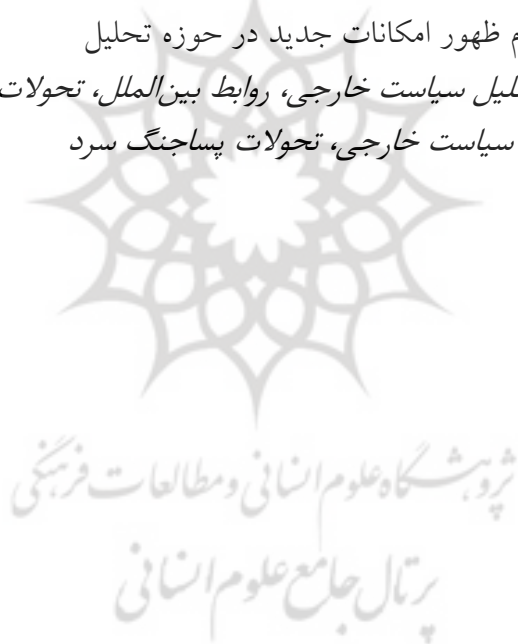 م ظهور امکانات جدید در حوزه تحلیل
لیل سیاست خارجی، روابط بین‌الملل، تحولات
سیاست خارجی، تحولات پساجنگ سرد
پژوهشگاه علوم انسانی و مطالعات فرهنگی
پرتال جامع علوم انسانی